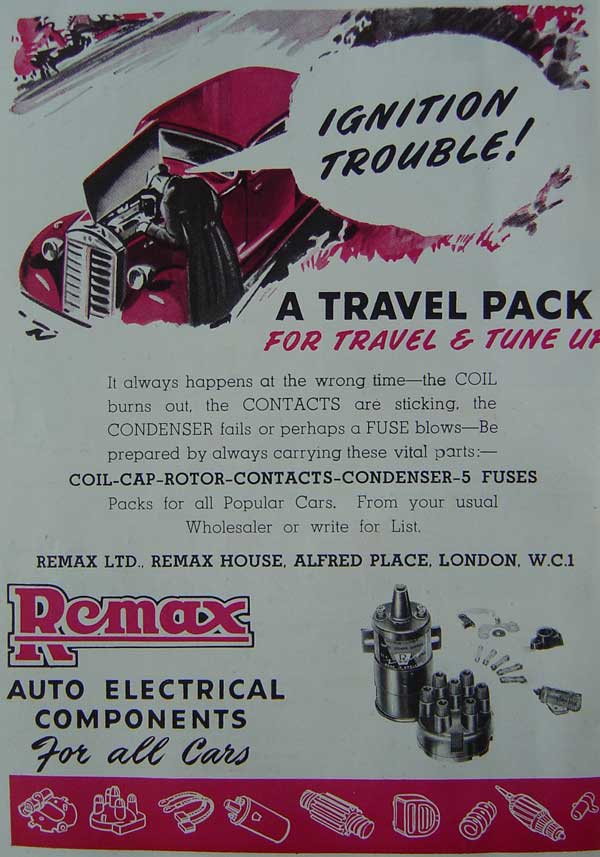 IGNITION
TROUBLE!
A TRAVEL PACK
FOR TRAVEL & TUNE UP
It always happens at the wrong time—the COIL
burns out, the CONTACTS are sticking, the
CONDENSER fails or perhaps a FUSE blows—Be
prepared by always carrying these vital parts:—
COIL-CAP-ROTOR-CONTACTS-CONDENSER-5 FUSES
Packs for all Popular Cars. From your usual
Wholesaler or write for List.
REMAX LTD., REMAX HOUSE, ALFRED PLACE, LONDON, W.C.1
Remax
AUTO ELECTRICAL
COMPONENTS
For all Cars